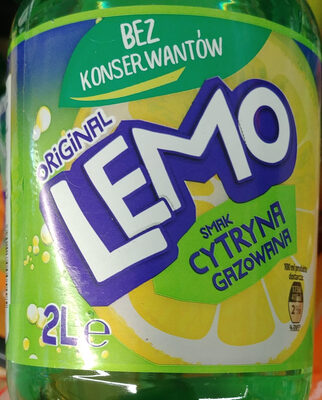 BEZ
KONSERWANTÓW
ORiGiNAL
LEMO
SMAK
CYTRYNA
GAZOWANA
2L e